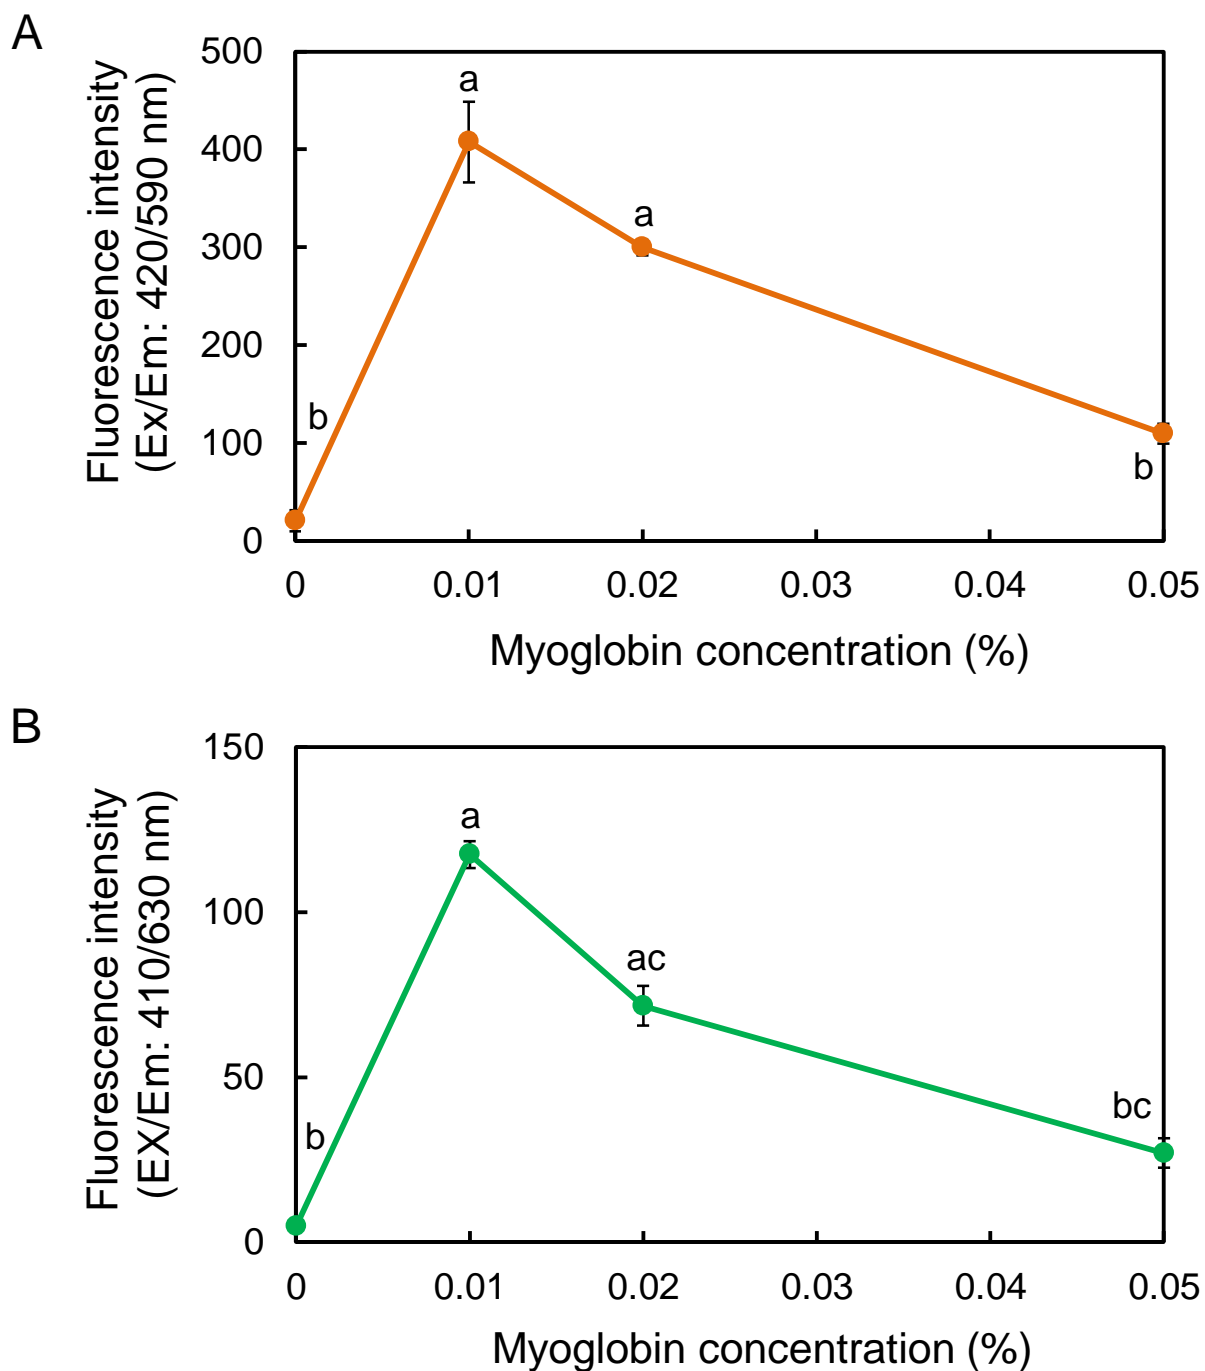 A
Fluorescence intensity
(Ex/Em: 420/590 nm)
500
400
300
200
100
0
a
a
b
b
0 0.01 0.02 0.03 0.04 0.05
Myoglobin concentration (%)
B
Fluorescence intensity
(EX/Em: 410/630 nm)
150
100
50
0
a
ac
bc
b
0 0.01 0.02 0.03 0.04 0.05
Myoglobin concentration (%)